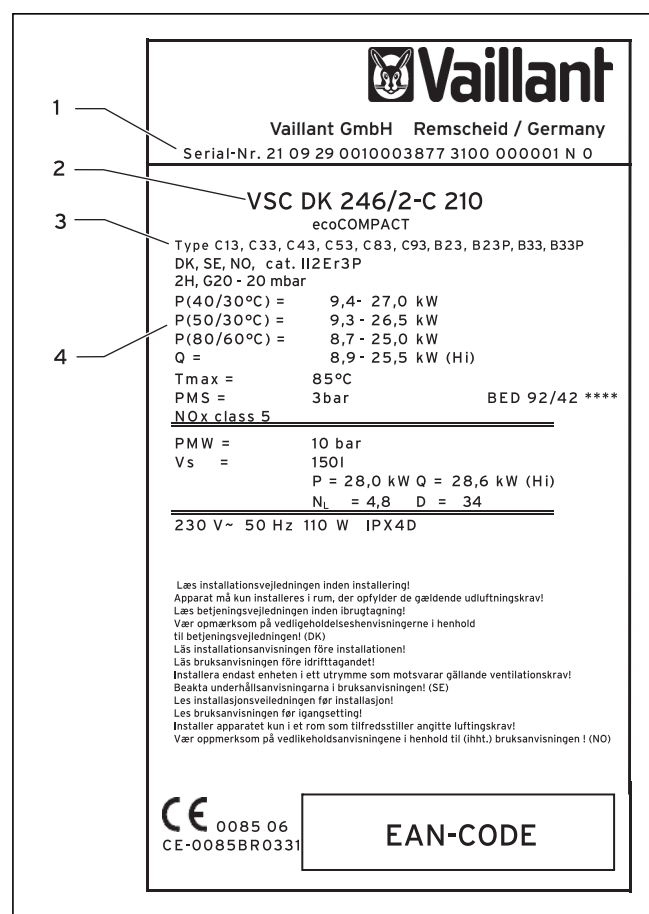 Vaillant
Vaillant GmbH Remscheid / Germany
1
Serial-Nr. 21 09 29 0010003877 3100 000001 N 0
2
VSC DK 246/2-C 210
ecoCOMPACT
3
Type C13, C33, C43, C53, C83, C93, B23, B23P, B33, B33P
DK, SE, NO, cat. II2Er3P
2H, G20 - 20 mbar
P(40/30°C) = 9,4- 27,0 kW
P(50/30°C) = 9,3 - 26,5 kW
4
P(80/60°C) = 8,7 - 25,0 kW
Q = 8,9 - 25,5 kW (Hi)
Tmax = 85°C
PMS = 3bar BED 92/42 ****
NOx class 5
PMW = 10 bar
Vs = 150l
P = 28,0 kW Q = 28,6 kW (Hi)
NL = 4,8 D = 34
230 V~ 50 Hz 110 W IPX4D
Læs installationsvejledningen inden installering!
Apparat må kun installeres i rum, der opfylder de gældende udluftningskrav!
Læs betjeningsvejledningen inden ibrugtagning!
Vær opmærksom på vedligeholdelseshenvisningerne i henhold
til betjeningsvejledningen! (DK)
Läs installationsanvisningen före installationen!
Läs bruksanvisningen före idrifttagandet!
Installera endast enheten i ett utrymme som motsvarar gällande ventilationskrav!
Beakta underhållsanvisningarna i bruksanvisningen! (SE)
Les installasjonsveiledningen før installasjon!
Les bruksanvisningen før igangsetting!
Installer apparatet kun i et rom som tilfredsstiller angitte luftingskrav!
Vær oppmerksom på vedlikeholdsanvisningene i henhold til (ihht.) bruksanvisningen ! (NO)
CE 0085 06
CE-0085BR0331
EAN-CODE